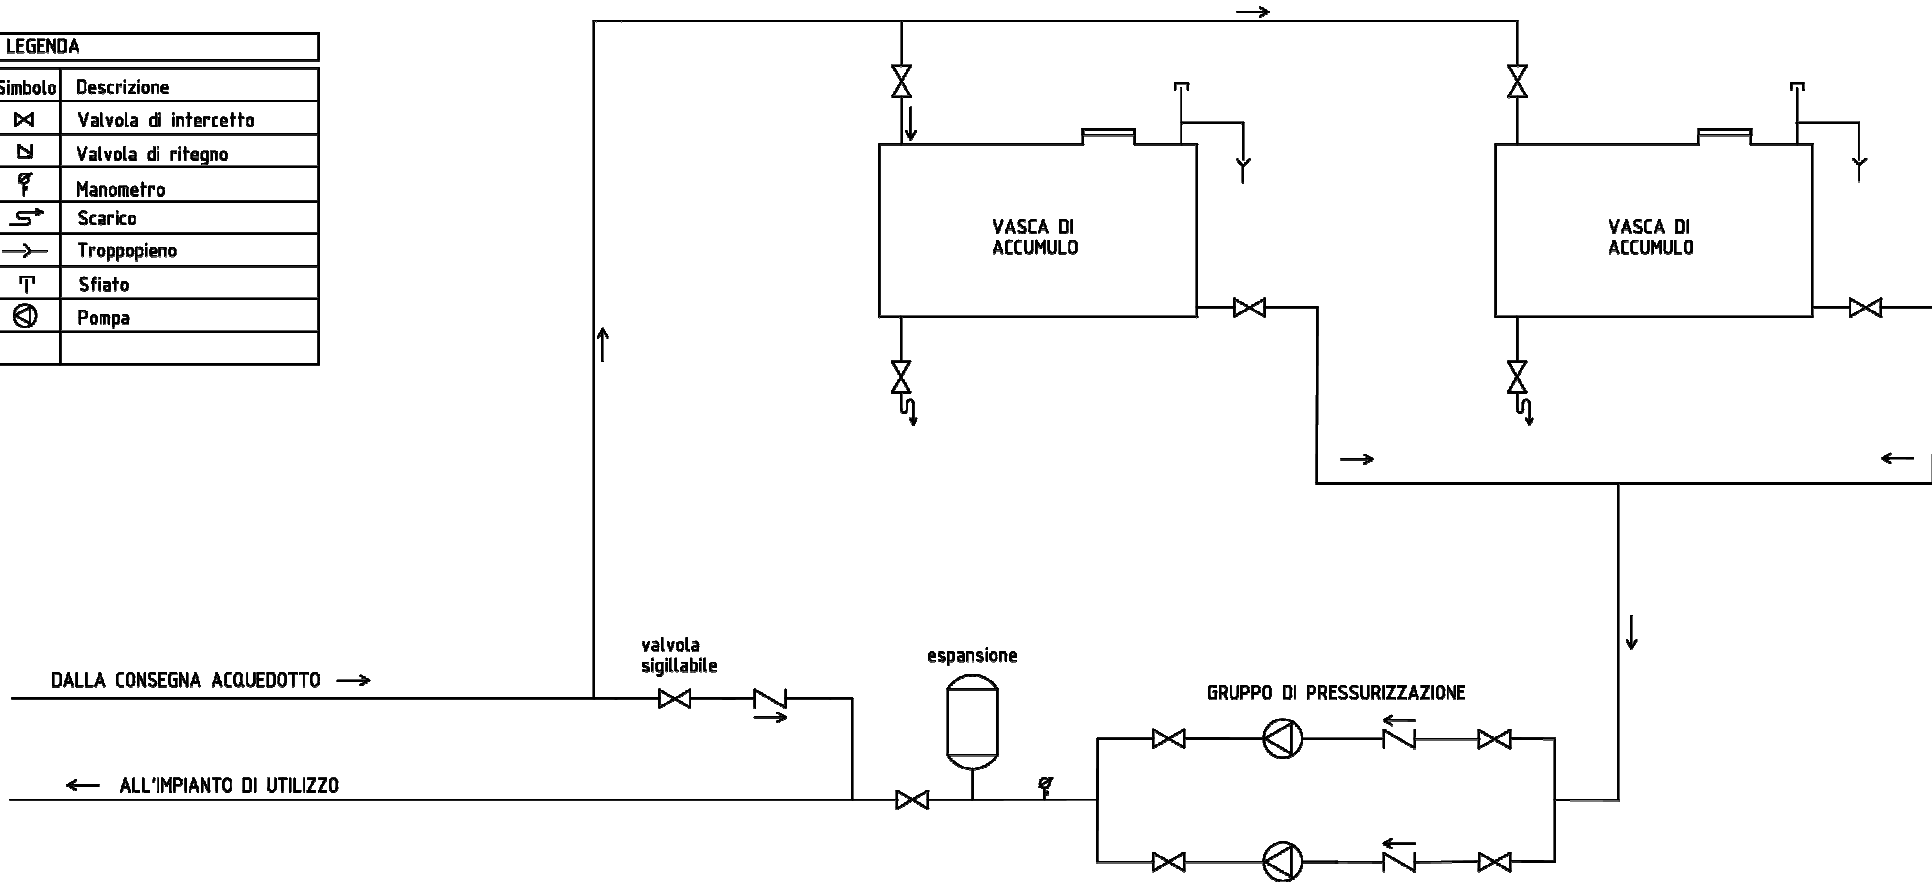 LEGENDA
Simbolo Descrizione
Valvola di intercetto
Valvola di ritegno
Manometro
Scarico
Troppopieno
Sfiato
Pompa
VASCA DI
ACCUMULO
VASCA DI
ACCUMULO
valvola
sigillabile
espansione
DALLA CONSEGNA ACQUEDOTTO
GRUPPO DI PRESSURIZZAZIONE
ALL'IMPIANTO DI UTILIZZO